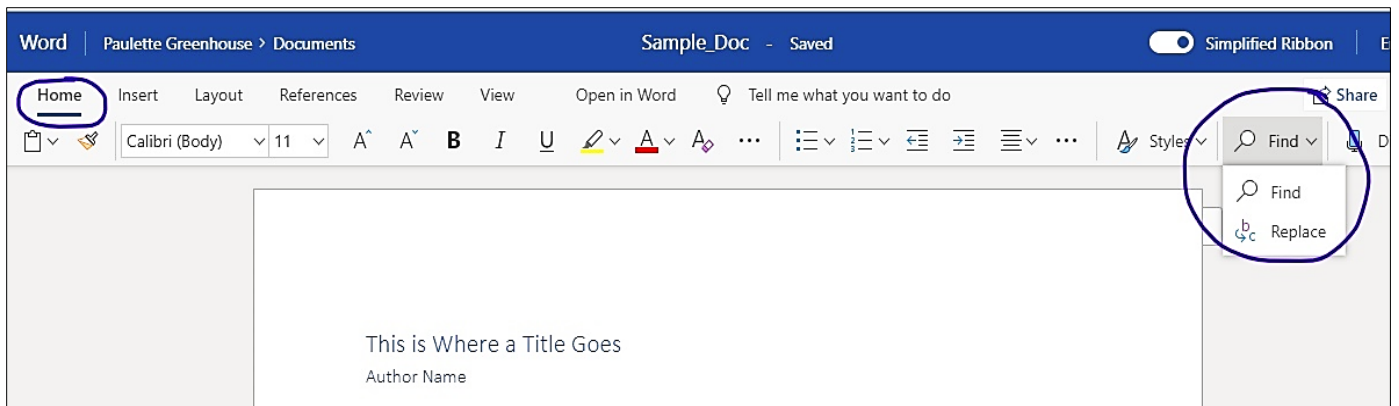 Word Paulette Greenhouse > Documents Sample_Doc - Saved Simplified Ribbon E
Home Insert Layout References Review View Open in Word Tell me what you want to do Share
Calibri (Body) 11 A A B I U A A Styles Find D
Find
Replace
This is Where a Title Goes
Author Name